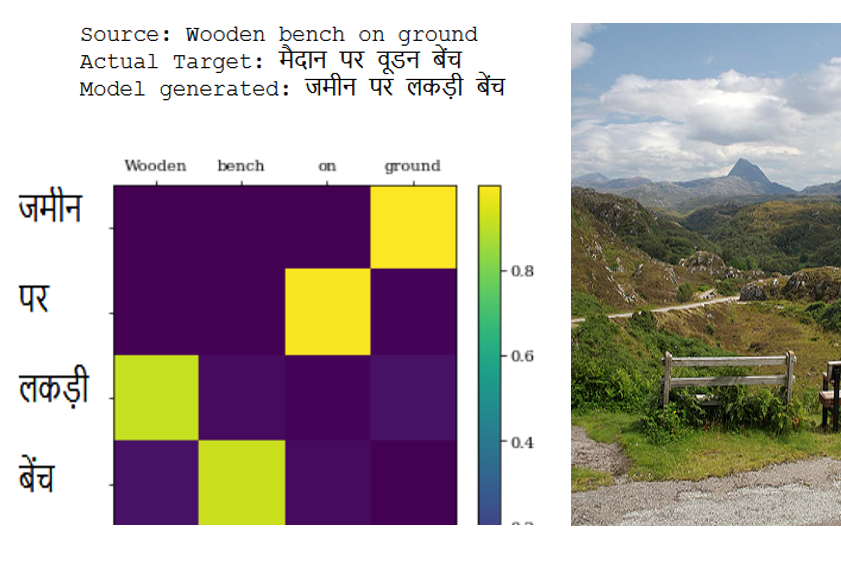 Source: Wooden bench on ground
Actual Target: मैदान पर वूडन बेंच
Model generated: जमीन पर लकड़ी बेंच
Wooden bench on ground
जमीन
पर
लकड़ी
बेंच
0.8
0.6
0.4